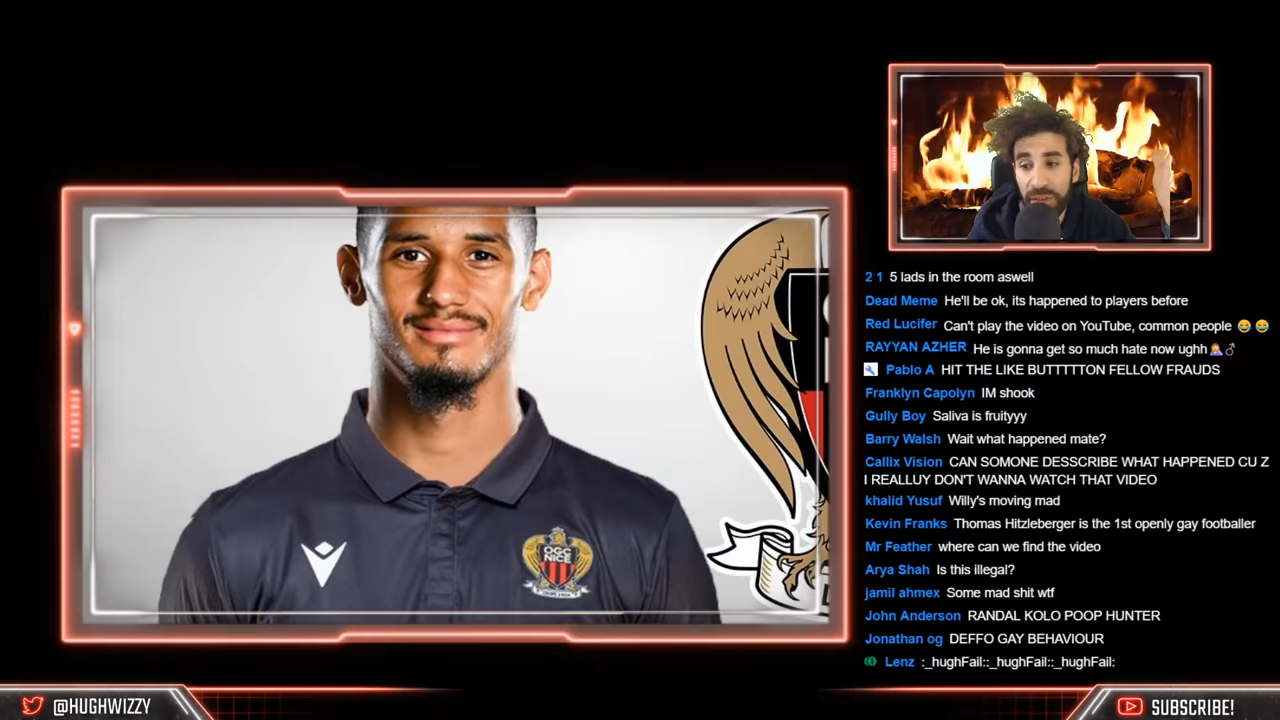 2 1 5 lads in the room aswell
Dead Meme He'll be ok, its happened to players before
Red Lucifer Can't play the video on YouTube, common people 😂 😂
RAYYAN AZHER He is gonna get so much hate now ughh🤦♂
Pablo A HIT THE LIKE BUTTTTTON FELLOW FRAUDS
Franklyn Capolyn IM shook
Gully Boy Saliva is fruityyy
Barry Walsh Wait what happened mate?
Callix Vision CAN SOMONE DESSCRIBE WHAT HAPPENED CU Z
I REALLUY DON'T WANNA WATCH THAT VIDEO
khalid Yusuf Willy's moving mad
Kevin Franks Thomas Hitzleberger is the 1st openly gay footballer
Mr Feather where can we find the video
Arya Shah Is this illegal?
jamil ahmex Some mad shit wtf
John Anderson RANDAL KOLO POOP HUNTER
Jonathan og DEFFO GAY BEHAVIOUR
Lenz :_hughFail::_hughFail::_hughFail:
OGC
NICE
@HUGHWIZZY
SUBSCRIBE!